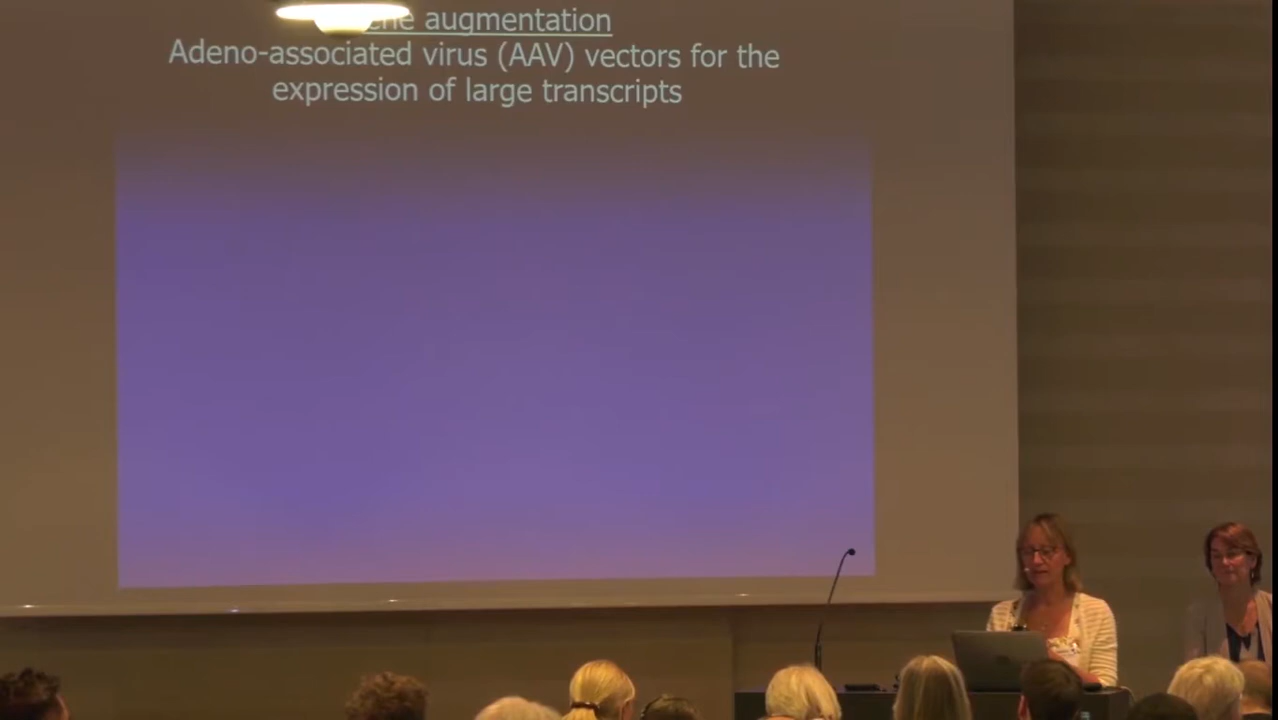 augmentation
Adeno-associated virus (AAV) vectors for the
expression of large transcripts